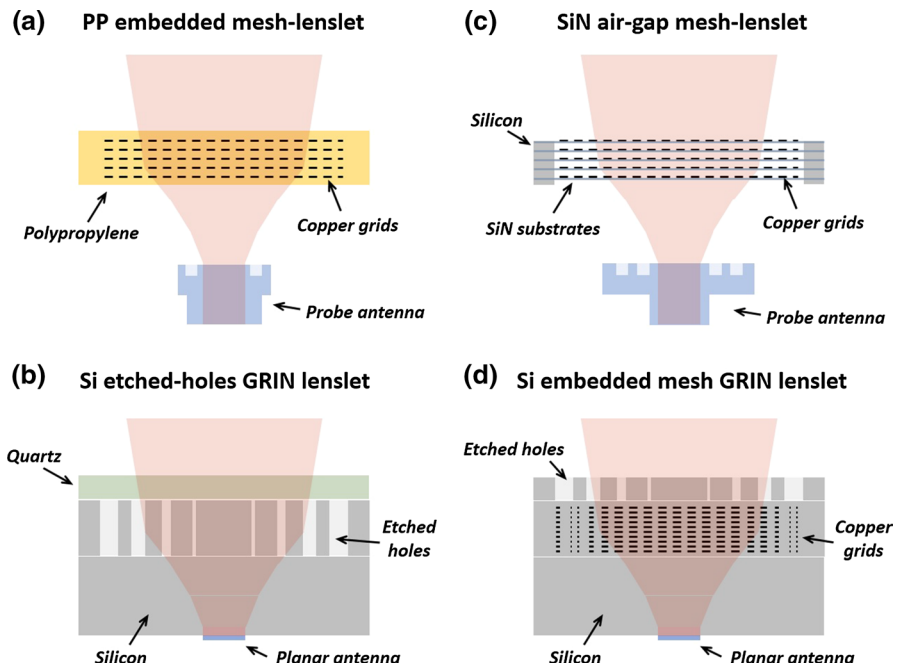 (a) PP embedded mesh-lenslet
Polypropylene
Copper grids
Probe antenna
(c) SiN air-gap mesh-lenslet
Silicon
SiN substrates
Copper grids
Probe antenna
(b) Si etched-holes GRIN lenslet
Quartz
Etched
holes
Silicon
Planar antenna
(d) Si embedded mesh GRIN lenslet
Etched holes
Copper
grids
Silicon
Planar antenna